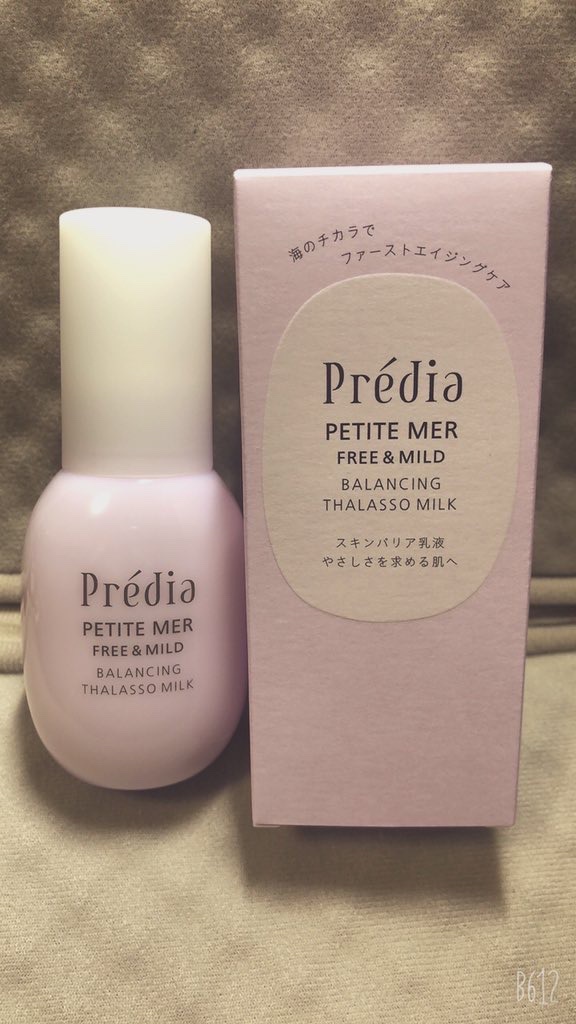 Prédia
PETITE MER
FREE & MILD
BALANCING
THALASSO MILK
海のチカラで
ファーストエイジングケア
Prédia
PETITE MER
FREE & MILD
BALANCING
THALASSO MILK
スキンバリア乳液
やさしさを求める肌へ
B612